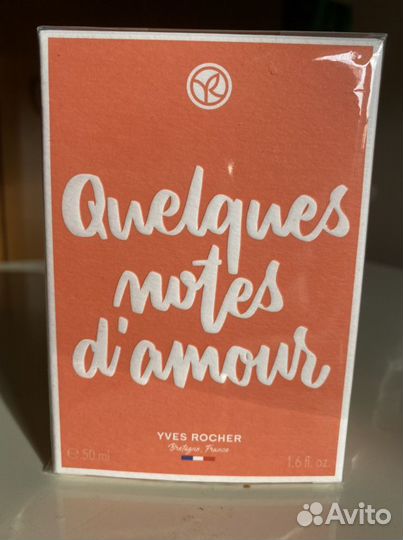 Quelques
notes
d'amour
YVES ROCHER
Bretagne, France
e 50 ml
1.6 fl. oz.
Avito